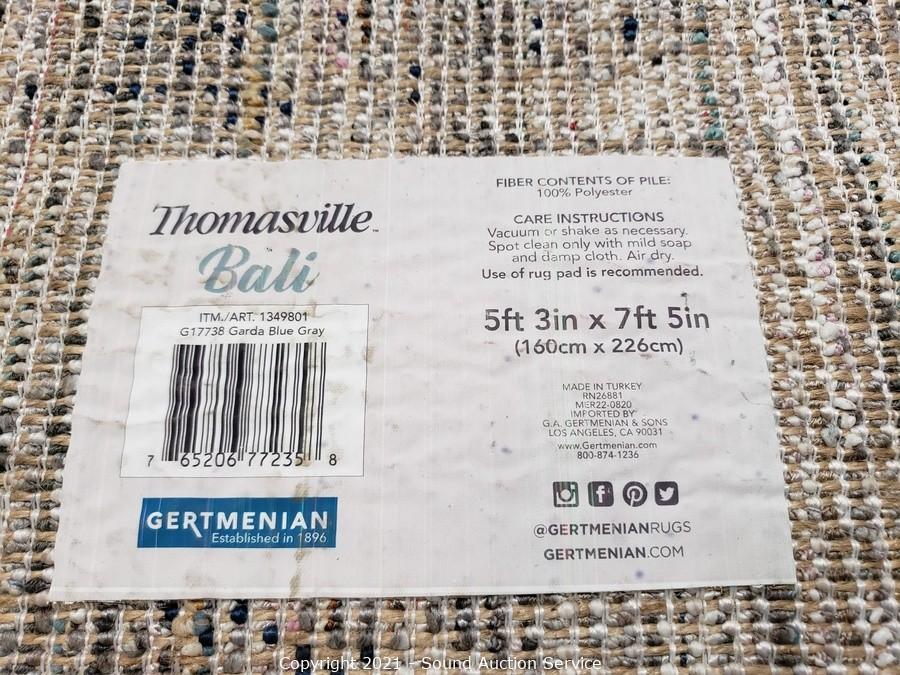 Thomasville™
Bali
ITM./ART. 1349801
G17738 Garda Blue Gray
7 65206 77235 8
GERTMENIAN
Established in 1896
FIBER CONTENTS OF PILE:
100% Polyester
CARE INSTRUCTIONS
Vacuum or shake as necessary.
Spot clean only with mild soap
and damp cloth. Air dry.
Use of rug pad is recommended.
5ft 3in x 7ft 5in
(160cm x 226cm)
MADE IN TURKEY
RN26881
MER22-0820
IMPORTED BY
G.A. GERTMENIAN & SONS
LOS ANGELES, CA 90031
www.Gertmenian.com
800-874-1236
@GERTMENIANRUGS
GERTMENIAN.COM
Copyright 2021 - Sound Auction Service